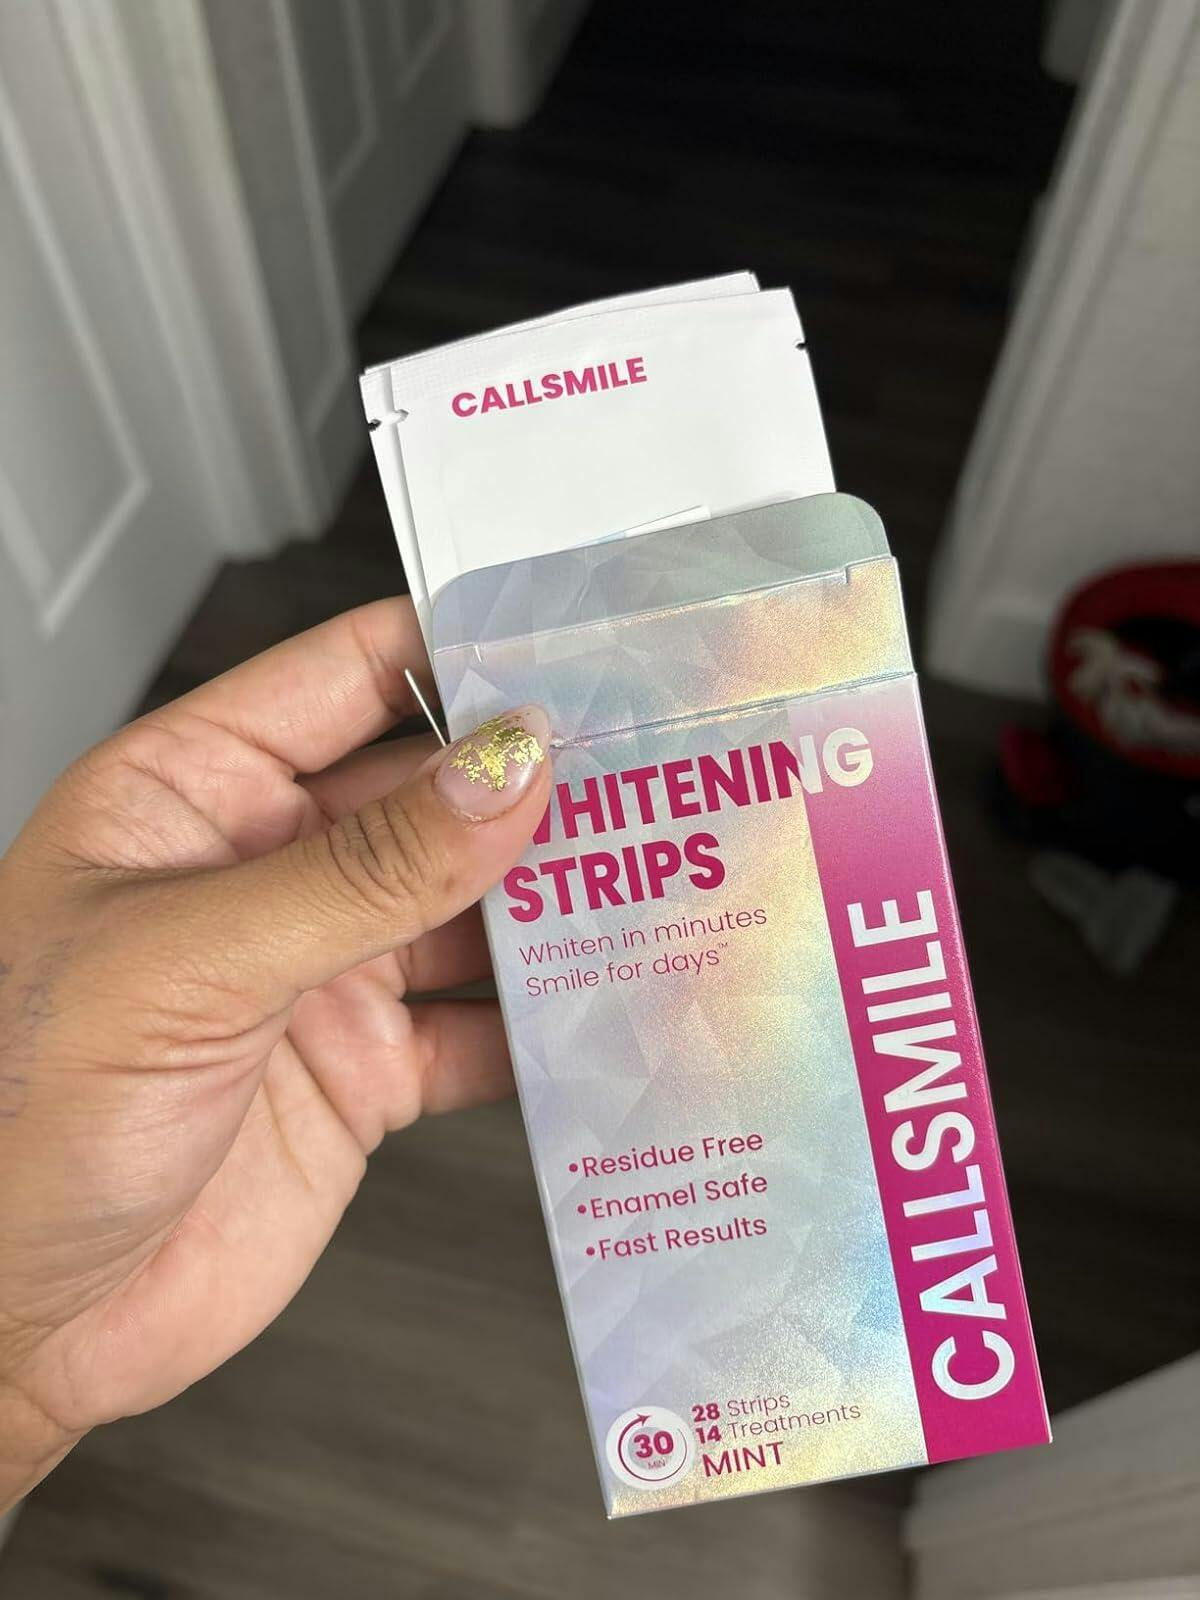 CALLSMILE
WHITENING
STRIPS
Whiten in minutes
Smile for days™
•Residue Free
•Enamel Safe
•Fast Results
30
MIN
28 Strips
14 Treatments
MINT
CALLSMILE